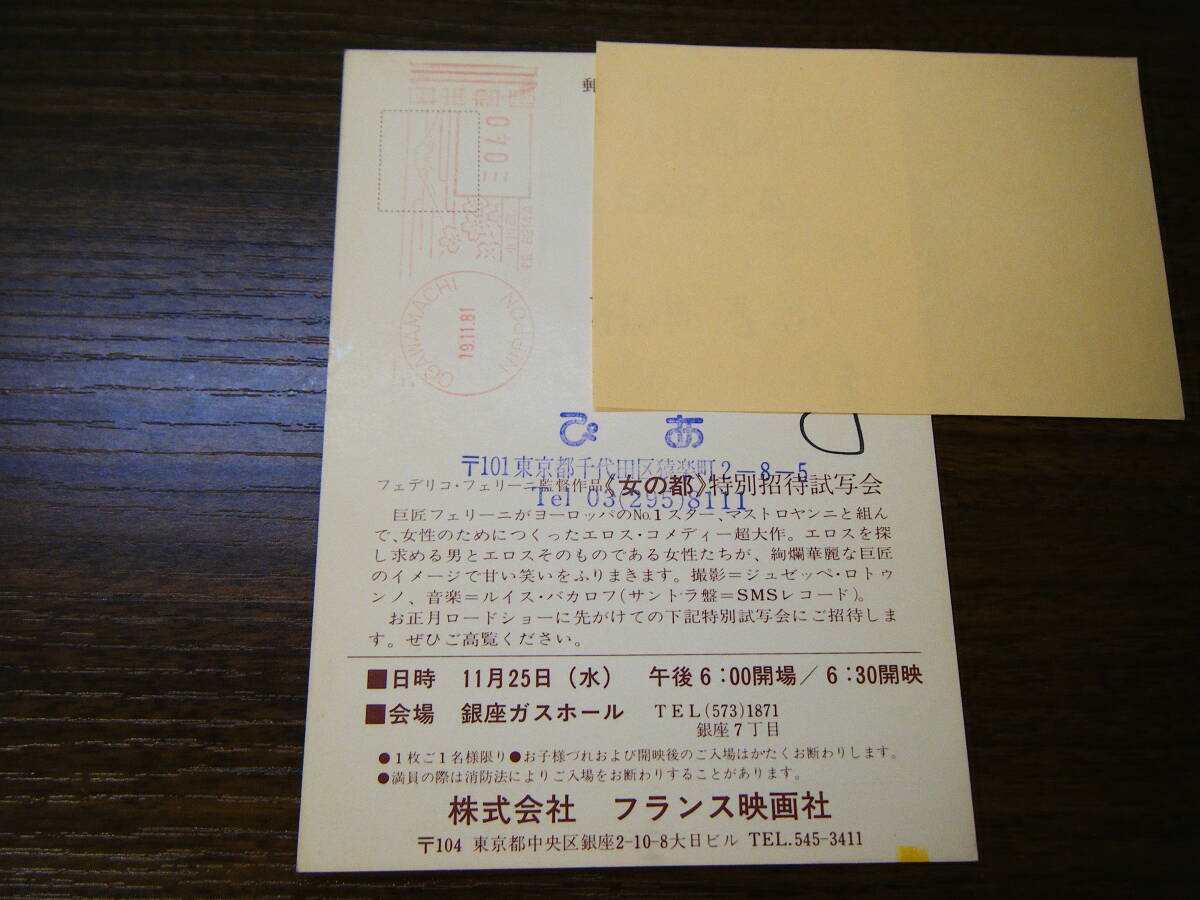 郵
040
OGAWAMACHI
19.11.81
NIPPON
ぴあ
〒101 東京都千代田区猿楽町2-8-5
Tel 03(295)8111
フェデリコ・フェリーニ監督作品《女の都》特別招待試写会
巨匠フェリーニがヨーロッパのNo.1スター、マストロヤンニと組ん
で、女性のためにつくったエロス・コメディー超大作。エロスを探
し求める男とエロスそのものである女性たちが、絢爛華麗な巨匠
のイメージで甘い笑いをふりまきます。撮影=ジュゼッペ・ロトゥ
ンノ、音楽=ルイス・バカロフ(サントラ盤=SMSレコード)。
お正月ロードショーに先がけての下記特別試写会にご招待しま
す。ぜひご高覧ください。
■日時 11月25日(水) 午後6:00開場/6:30開映
■会場 銀座ガスホール TEL(573)1871
銀座7丁目
●1枚ご1名様限り●お子様づれおよび開映後のご入場はかたくお断わりします。
●満員の際は消防法によりご入場をお断わりすることがあります。
株式会社 フランス映画社
〒104 東京都中央区銀座2-10-8大日ビル TEL.545-3411